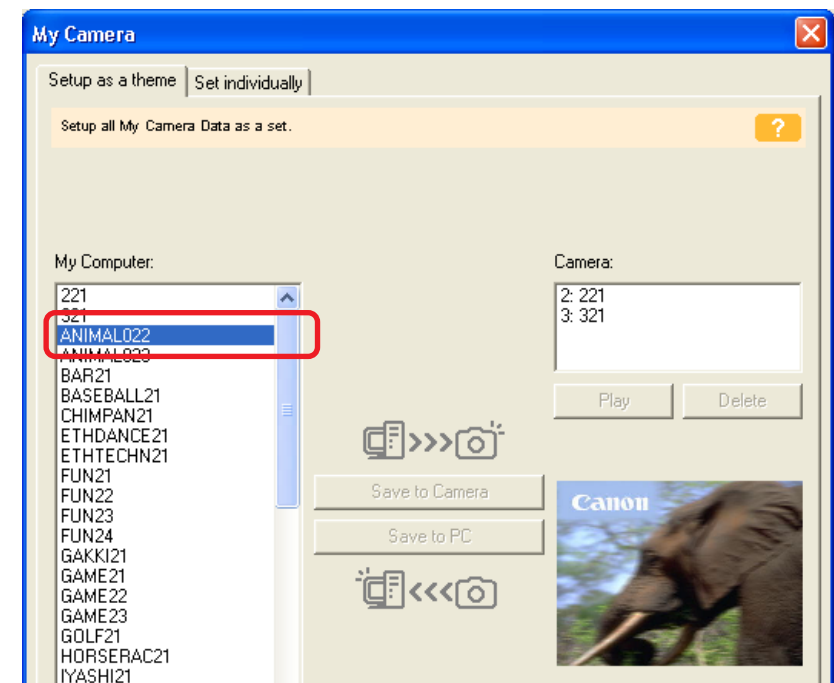 My Camera
Setup as a theme
Set individually
Setup all My Camera Data as a set.
?
My Computer:
221
321
ANIMAL022
ANIMAL023
BAR21
BASEBALL21
CHIMPAN21
ETHDANCE21
ETHTECHN21
FUN21
FUN22
FUN23
FUN24
GAKKI21
GAME21
GAME22
GAME23
GOLF21
HORSERAC21
IYASHI21
>>>
Save to Camera
Save to PC
<<<
Camera:
2: 221
3: 321
Play
Delete
Canon